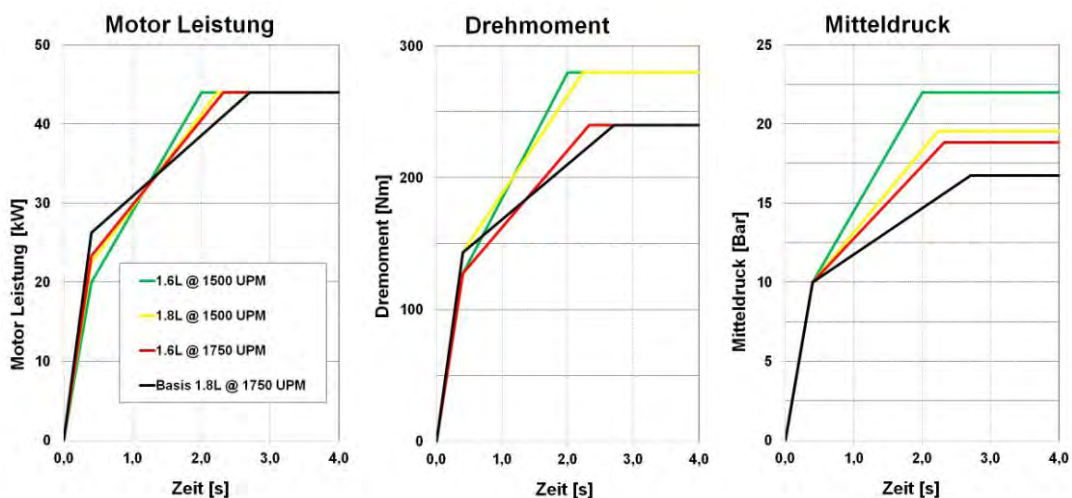 Motor Leistung
Motor Leistung [kW]
50
40
30
20
10
0
0,0
1,0
2,0
3,0
4,0
Zeit [s]
1.6L @ 1500 UPM
1.8L @ 1500 UPM
1.6L @ 1750 UPM
Basis 1.8L @ 1750 UPM
Drehmoment
Dremoment [Nm]
300
200
100
0
0,0
1,0
2,0
3,0
4,0
Zeit [s]
Mitteldruck
Mitteldruck [Bar]
25
20
15
10
5
0
0,0
1,0
2,0
3,0
4,0
Zeit [s]